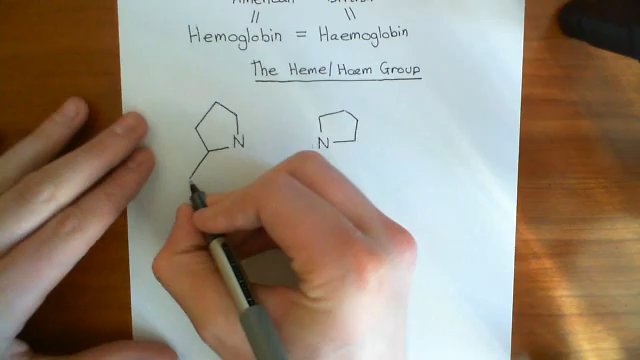 American British
= =
Hemoglobin = Haemoglobin
The Heme/Haem Group
N N